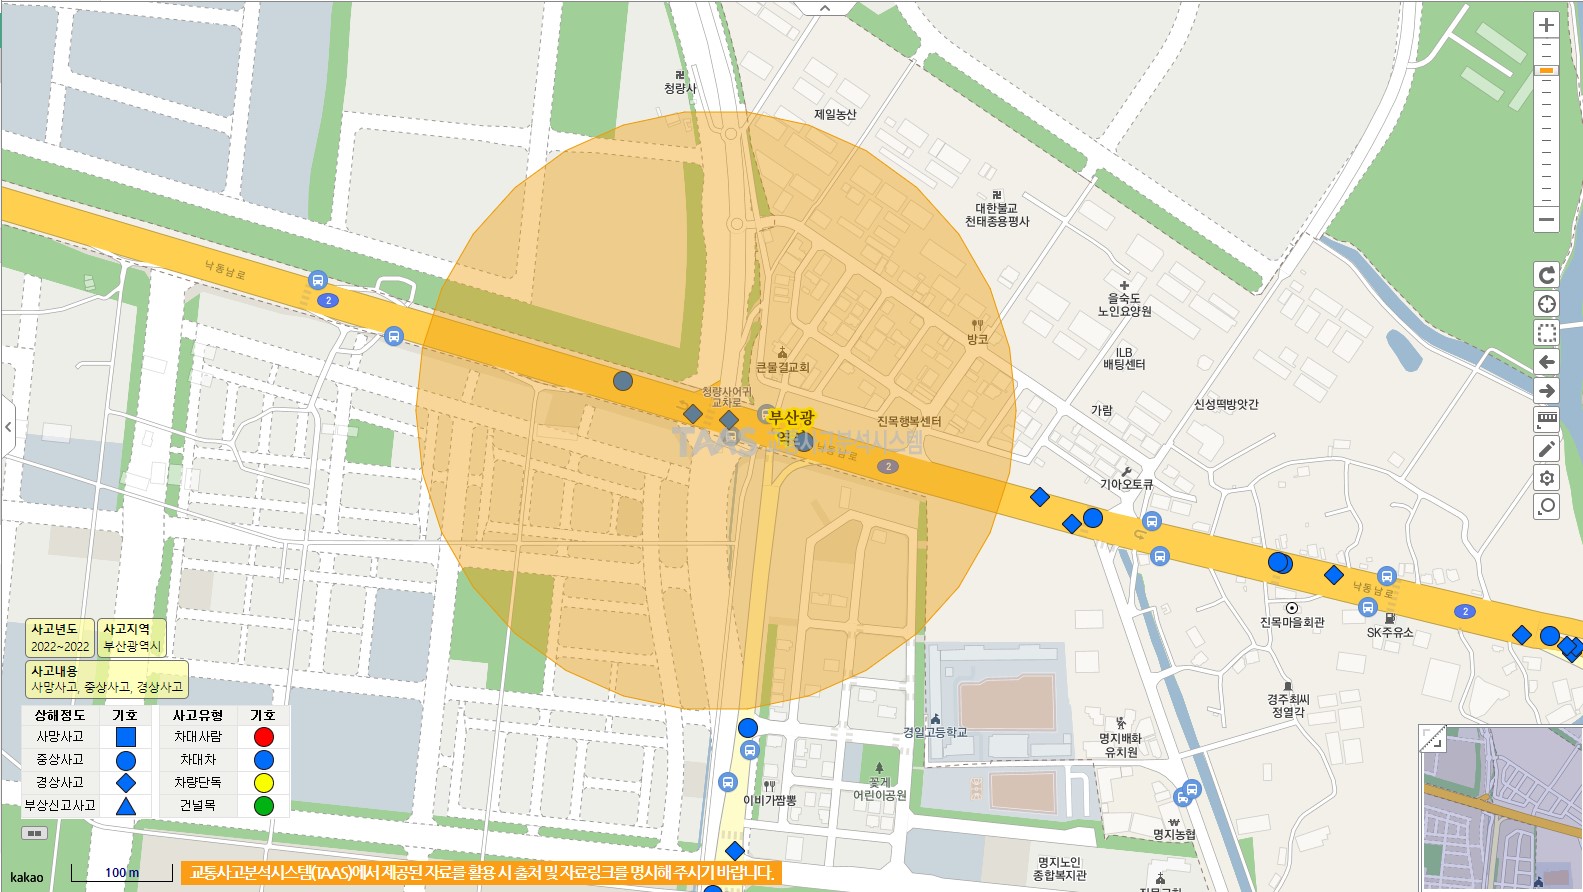 청량사
제일농산
대한불교
천태종용평사
낙동남로
2
을숙도
노인요양원
방코
ILB
배팅센터
큰물결교회
청량사어귀
교차로
부산광
역시
진목행복센터
가람
신성떡방앗간
TAAS
분석시스템
낙동남로
2
기아오토큐
낙동남로
2
진목마을회관
SK주유소
경주최씨
정열각
경일고등학교
명지배화
유치원
꽃게
어린이공원
이비가짬뽕
명지농협
명지노인
종합복지관
사고년도
2022~2022
사고지역
부산광역시
사고내용
사망사고, 중상사고, 경상사고
상해정도 기호 사고유형 기호
사망사고 차대사람
중상사고 차대차
경상사고 차량단독
부상신고사고 건널목
kakao
100 m
교통사고분석시스템(TAAS)에서 제공된 자료를 활용 시 출처 및 자료링크를 명시해 주시기 바랍니다.